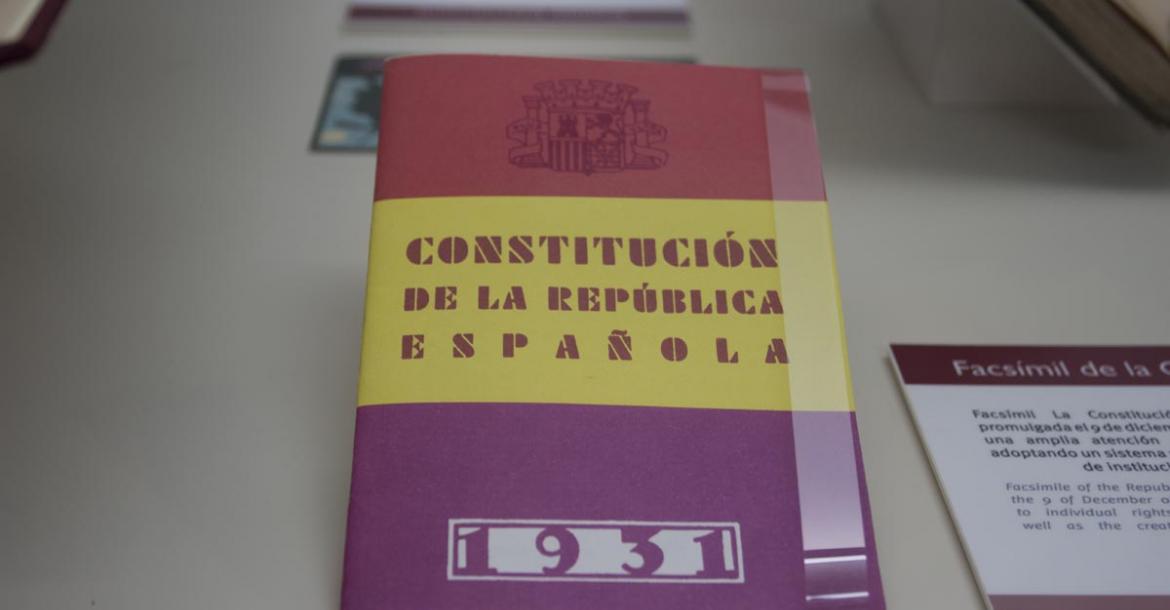 CONSTITUCIÓN
DE LA REPÚBLICA
ESPAÑOLA
1931
Facsímil de la
Facsímil La Constitució
promulgada el 9 de diciem
una amplia atención
adoptando un sistema
de instituci
Facsimile of the Repub
the 9 of December o
to individual rights
well as the creat